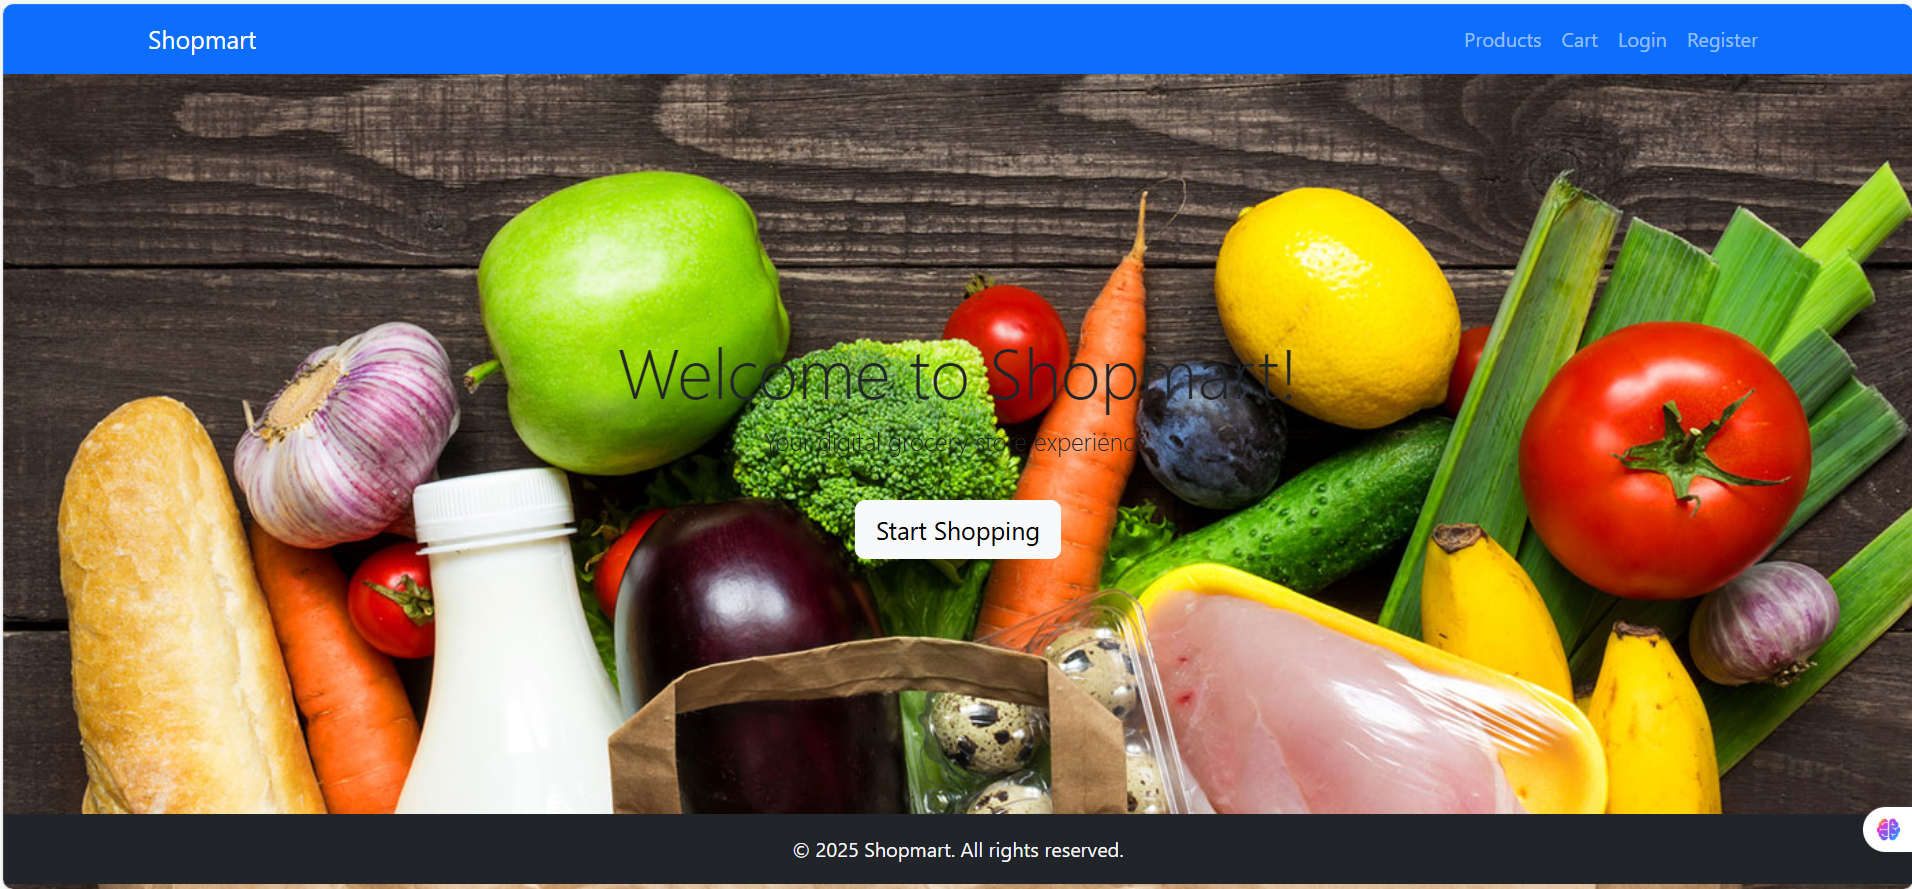 Shopmart
Products Cart Login Register
Welcome to Shopmart!
Your digital grocery store experience
Start Shopping
© 2025 Shopmart. All rights reserved.